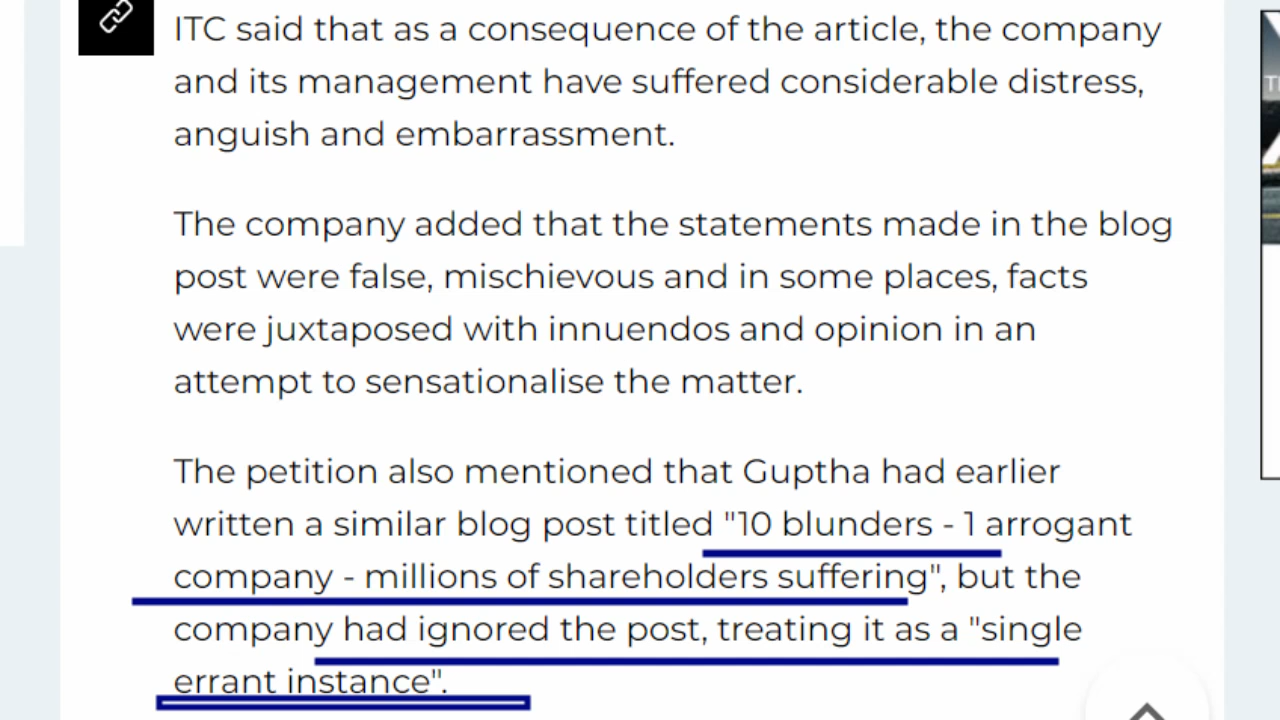 ITC said that as a consequence of the article, the company
and its management have suffered considerable distress,
anguish and embarrassment.
The company added that the statements made in the blog
post were false, mischievous and in some places, facts
were juxtaposed with innuendos and opinion in an
attempt to sensationalise the matter.
The petition also mentioned that Guptha had earlier
written a similar blog post titled "10 blunders - 1 arrogant
company - millions of shareholders suffering", but the
company had ignored the post, treating it as a "single
errant instance".